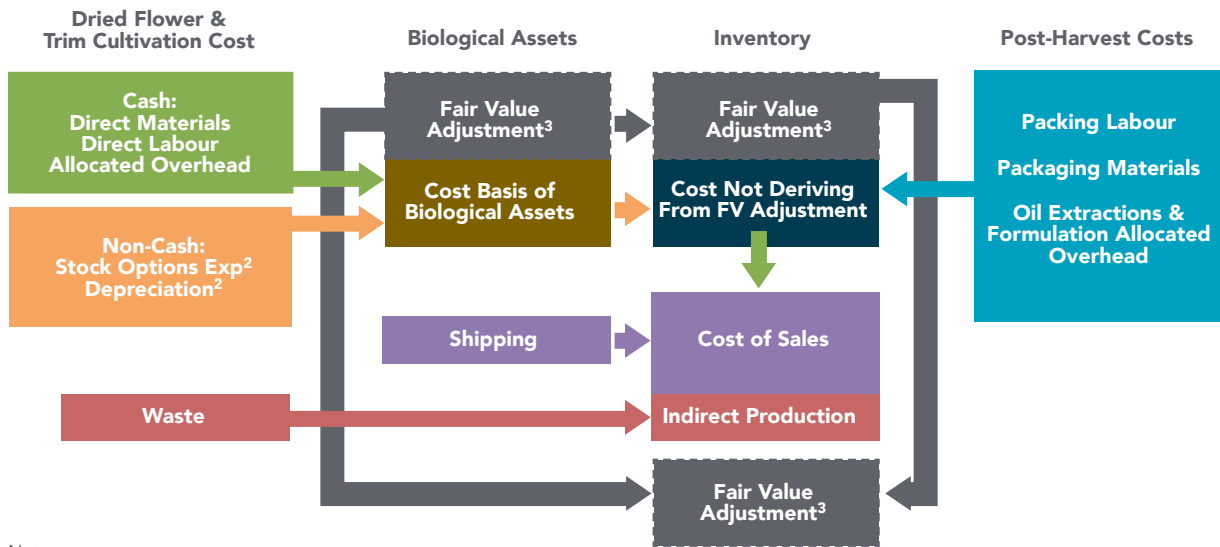 Dried Flower &
Trim Cultivation Cost
Biological Assets
Inventory
Post-Harvest Costs
Cash:
Direct Materials
Direct Labour
Allocated Overhead
Non-Cash:
Stock Options Exp2
Depreciation2
Fair Value
Adjustment3
Cost Basis of
Biological Assets
Fair Value
Adjustment3
Cost Not Deriving
From FV Adjustment
Packing Labour
Packaging Materials
Oil Extractions &
Formulation Allocated
Overhead
Shipping
Cost of Sales
Waste
Indirect Production
Fair Value
Adjustment3